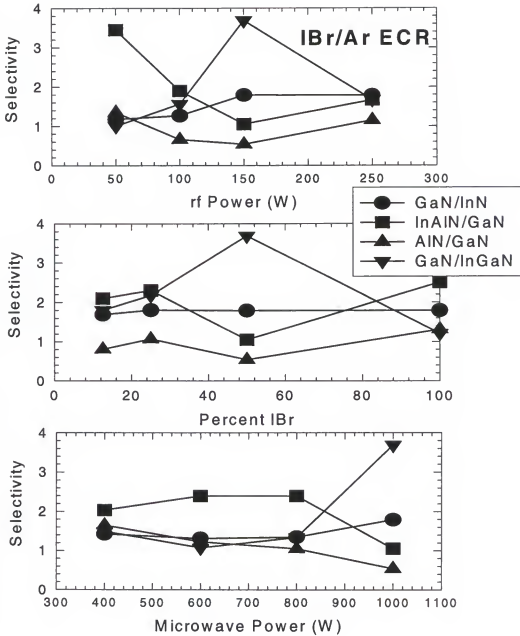 IBr/Ar ECR
4
3
2
1
0
Selectivity
0 50 100 150 200 250 300
rf Power (W)
GaN/InN
InAlN/GaN
AlN/GaN
GaN/InGaN
4
3
2
1
0
Selectivity
0 20 40 60 80 100
Percent IBr
4
3
2
1
0
Selectivity
300 400 500 600 700 800 900 1000 1100
Microwave Power (W)